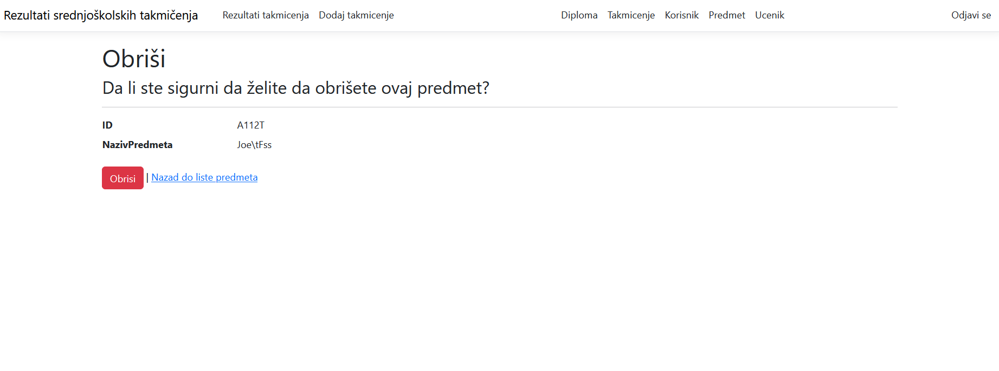 Rezultati srednjoškolskih takmičenja Rezultati takmicenja Dodaj takmicenje Diploma Takmicenje Korisnik Predmet Ucenik Odjavi se
Obriši
Da li ste sigurni da želite da obrišete ovaj predmet?
ID A112T
NazivPredmeta Joe\tFss
Obrisi | Nazad do liste predmeta